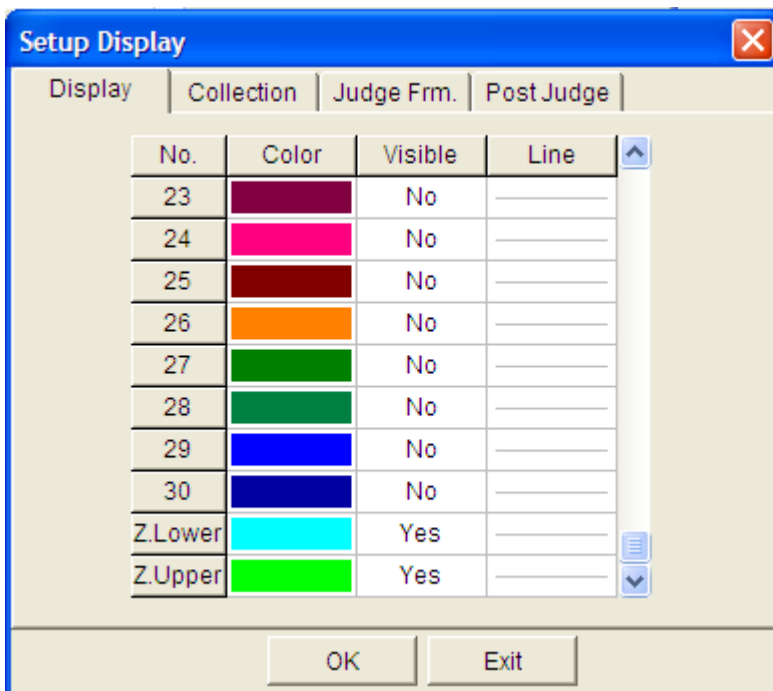 Setup Display
Display Collection Judge Frm. Post Judge
No. Color Visible Line
23 No
24 No
25 No
26 No
27 No
28 No
29 No
30 No
Z.Lower Yes
Z.Upper Yes
OK Exit